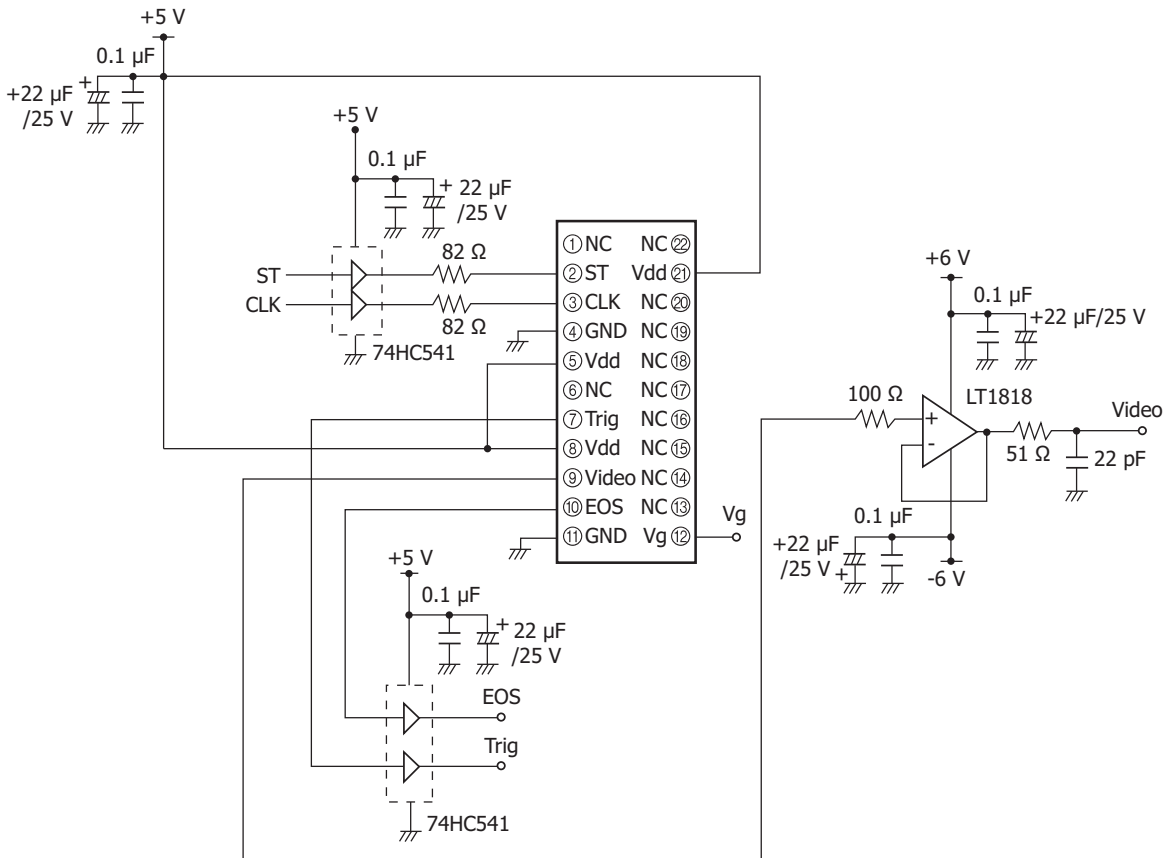 +5 V
0.1 µF
+
+22 µF
/25 V
+5 V
0.1 µF
+ 22 µF
/25 V
ST
CLK
82 Ω
82 Ω
74HC541
①NC NC㉒
②ST Vdd㉑
③CLK NC⑳
④GND NC⑲
⑤Vdd NC⑱
⑥NC NC⑰
⑦Trig NC⑯
⑧Vdd NC⑮
⑨Video NC⑭
⑩EOS NC⑬
⑪GND Vg⑫
Vg
+6 V
0.1 µF
+22 µF/25 V
100 Ω
LT1818
+
-
51 Ω
Video
22 pF
0.1 µF
+22 µF
/25 V +
-6 V
+5 V
0.1 µF
+ 22 µF
/25 V
EOS
Trig
74HC541